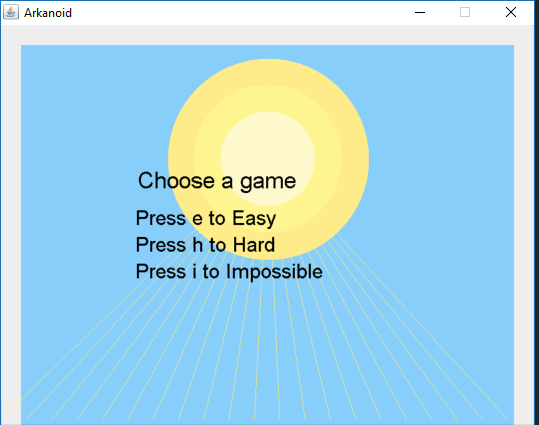 Arkanoid
Choose a game
Press e to Easy
Press h to Hard
Press i to Impossible